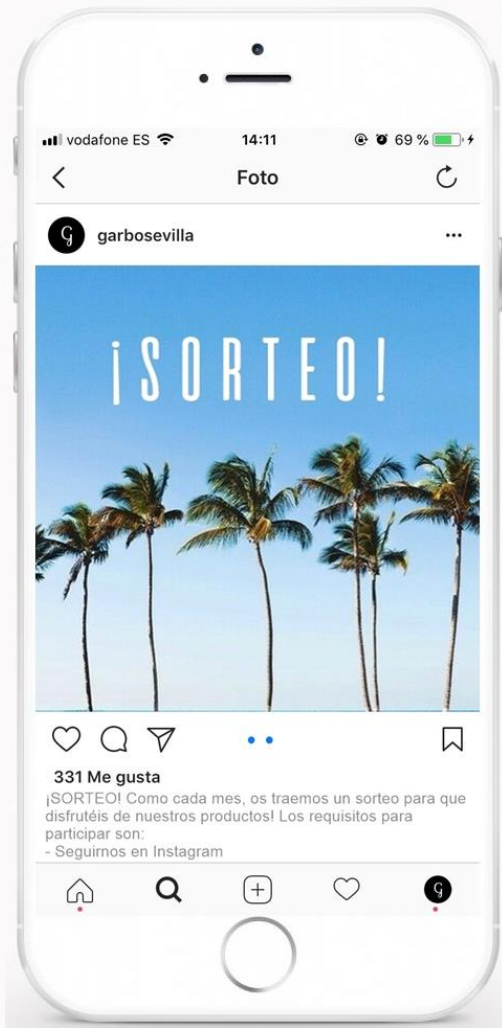 vodafone ES 14:11 69 %
Foto
garbosevilla
¡SORTEO!
331 Me gusta
¡SORTEO! Como cada mes, os traemos un sorteo para que
disfrutéis de nuestros productos! Los requisitos para
participar son:
- Seguirnos en Instagram